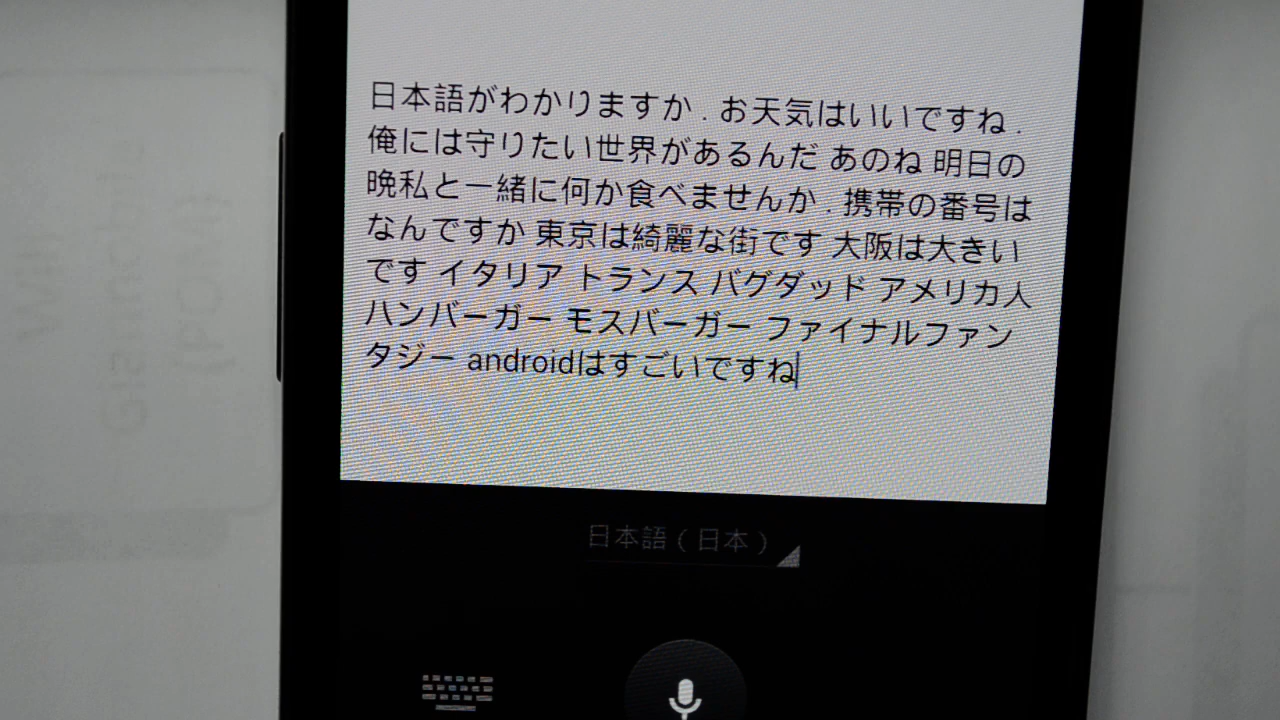 日本語がわかりますか . お天気はいいですね .
俺には守りたい世界があるんだ あのね 明日の
晩私と一緒に何か食べませんか . 携帯の番号は
なんですか 東京は綺麗な街です 大阪は大きい
です イタリア トランス バグダッド アメリカ人
ハンバーガー モスバーガー ファイナルファン
タジー androidはすごいですね
日本語 ( 日本 )